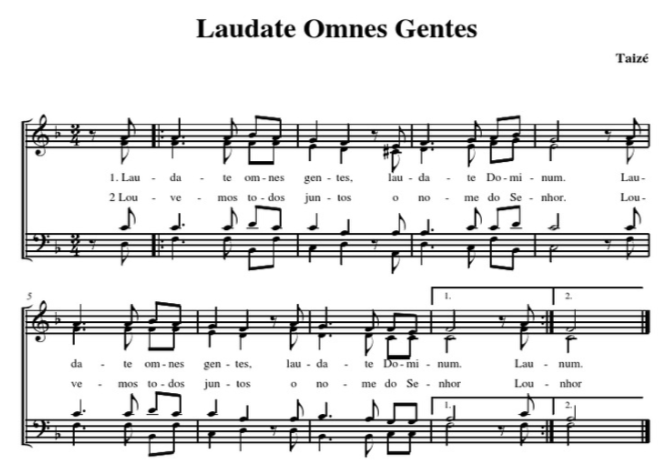 Laudate Omnes Gentes
Taizé
1. Lau - da - te om - nes gen - tes, lau - da - te Do - mi - num. Lau-
2 Lou - ve - mos to - dos jun - tos o no - me do Se - nhor. Lou-
5 1. 2.
da - te om - nes gen - tes, lau - da - te Do - mi - num. Lau - num.
ve - mos to - dos jun - tos o no - me do Se - nhor Lou - nhor
1. 2.